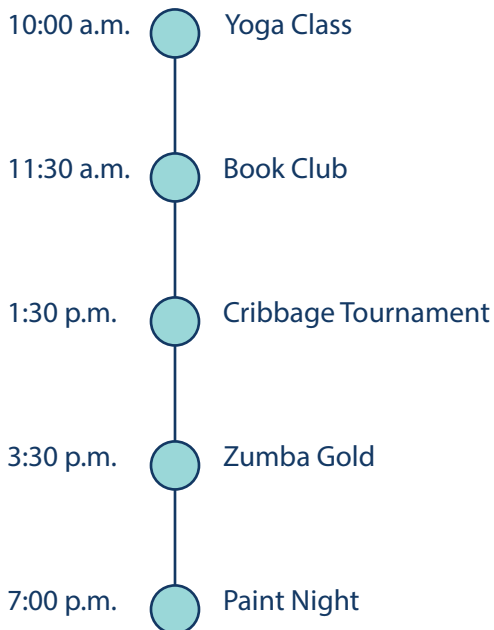 10:00 a.m. Yoga Class
11:30 a.m. Book Club
1:30 p.m. Cribbage Tournament
3:30 p.m. Zumba Gold
7:00 p.m. Paint Night